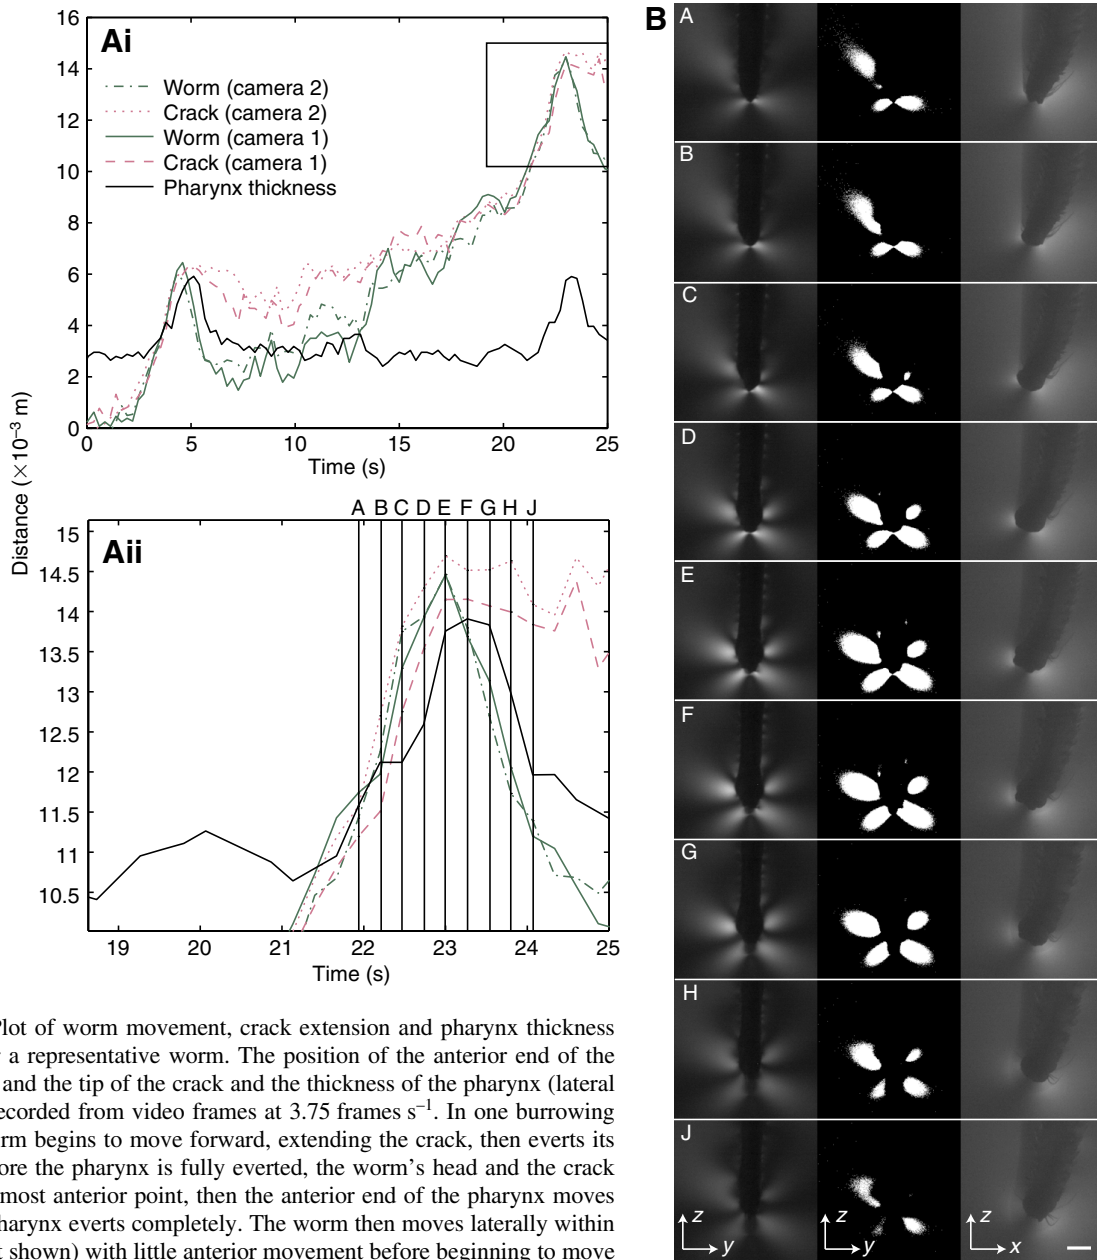 Ai
16
14
12
10
8
6
4
2
0
Worm (camera 2)
Crack (camera 2)
Worm (camera 1)
Crack (camera 1)
Pharynx thickness
0 5 10 15 20 25
Time (s)
Distance (×10⁻³ m)
A B C D E F G H J
Aii
15
14.5
14
13.5
13
12.5
12
11.5
11
10.5
19 20 21 22 23 24 25
Time (s)
Plot of worm movement, crack extension and pharynx thickness
a representative worm. The position of the anterior end of the
and the tip of the crack and the thickness of the pharynx (lateral
recorded from video frames at 3.75 frames s⁻¹. In one burrowing
begins to move forward, extending the crack, then everts its
the pharynx is fully everted, the worm's head and the crack
most anterior point, then the anterior end of the pharynx moves
everts completely. The worm then moves laterally within
shown) with little anterior movement before beginning to move
B
A
B
C
D
E
F
G
H
J
z
y
z
y
z
x